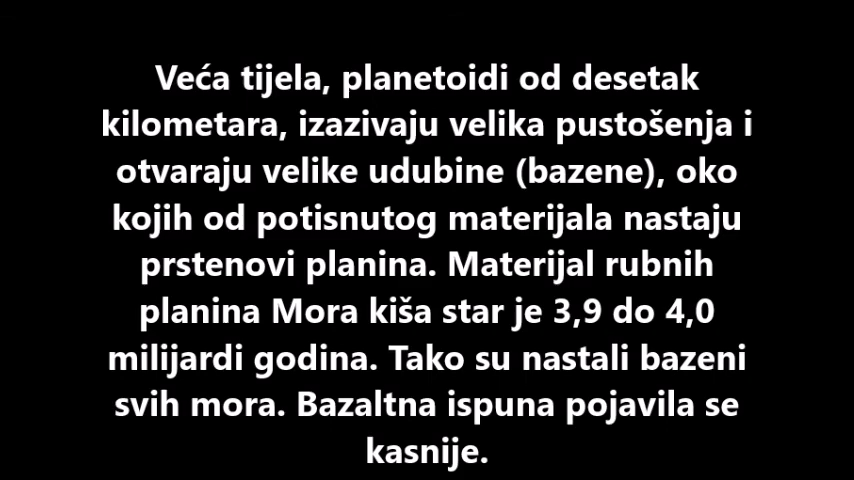 Veća tijela, planetoidi od desetak
kilometara, izazivaju velika pustošenja i
otvaraju velike udubine (bazene), oko
kojih od potisnutog materijala nastaju
prstenovi planina. Materijal rubnih
planina Mora kiša star je 3,9 do 4,0
milijardi godina. Tako su nastali bazeni
svih mora. Bazaltna ispuna pojavila se
kasnije.